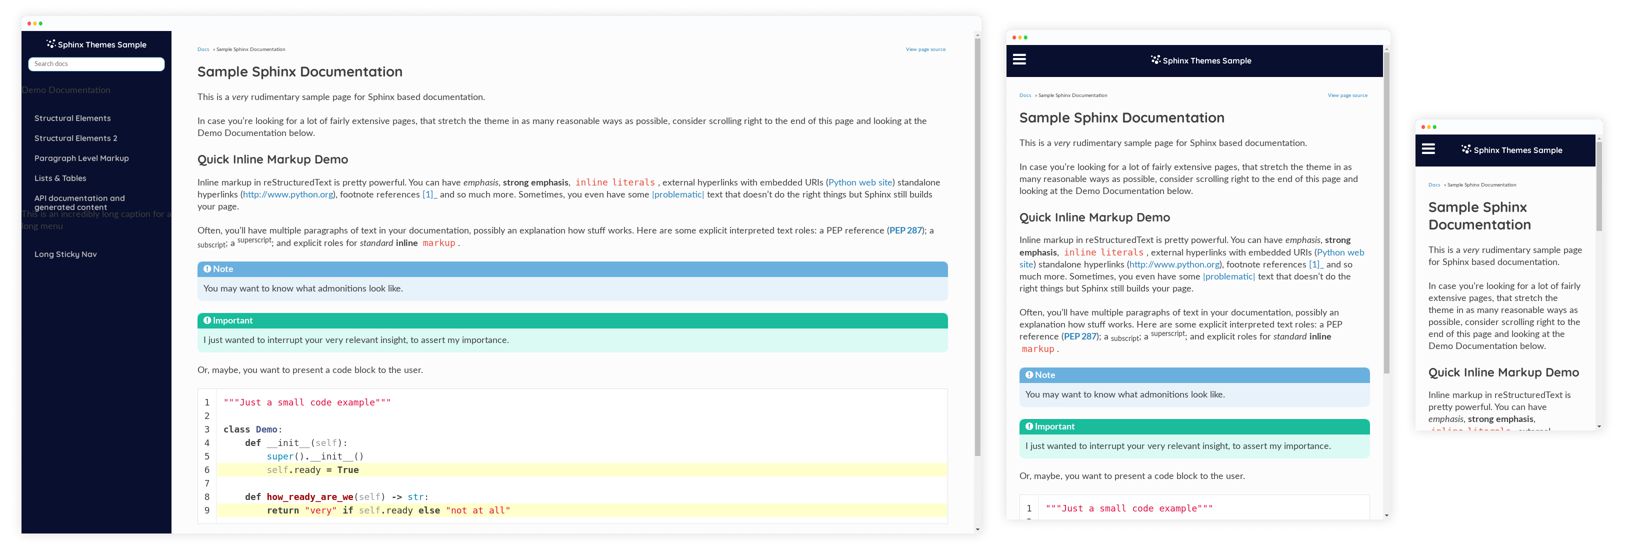 Sphinx Themes Sample
Search docs
Demo Documentation
Structural Elements
Structural Elements 2
Paragraph Level Markup
Lists & Tables
API documentation and
generated content
This is an incredibly long caption for a
long menu
Long Sticky Nav
Docs » Sample Sphinx Documentation
View page source
Sample Sphinx Documentation
This is a very rudimentary sample page for Sphinx based documentation.
In case you're looking for a lot of fairly extensive pages, that stretch the theme in as many reasonable ways as possible, consider scrolling right to the end of this page and looking at the
Demo Documentation below.
Quick Inline Markup Demo
Inline markup in reStructuredText is pretty powerful. You can have emphasis, strong emphasis, inline literals, external hyperlinks with embedded URIs (Python web site) standalone
hyperlinks (http://www.python.org), footnote references [1]_ and so much more. Sometimes, you even have some |problematic| text that doesn't do the right things but Sphinx still builds
your page.
Often, you'll have multiple paragraphs of text in your documentation, possibly an explanation how stuff works. Here are some explicit interpreted text roles: a PEP reference (PEP 287); a
subscript; a superscript; and explicit roles for standard inline markup.
Note
You may want to know what admonitions look like.
Important
I just wanted to interrupt your very relevant insight, to assert my importance.
Or, maybe, you want to present a code block to the user.
1 """Just a small code example"""
2
3 class Demo:
4     def __init__(self):
5         super().__init__()
6         self.ready = True
7
8     def how_ready_are_we(self) -> str:
9         return "very" if self.ready else "not at all"
Sphinx Themes Sample
Docs » Sample Sphinx Documentation
View page source
Sample Sphinx Documentation
This is a very rudimentary sample page for Sphinx based documentation.
In case you're looking for a lot of fairly extensive pages, that stretch the theme in as
many reasonable ways as possible, consider scrolling right to the end of this page and
looking at the Demo Documentation below.
Quick Inline Markup Demo
Inline markup in reStructuredText is pretty powerful. You can have emphasis, strong
emphasis, inline literals, external hyperlinks with embedded URIs (Python web
site) standalone hyperlinks (http://www.python.org), footnote references [1]_ and so
much more. Sometimes, you even have some |problematic| text that doesn't do the
right things but Sphinx still builds your page.
Often, you'll have multiple paragraphs of text in your documentation, possibly an
explanation how stuff works. Here are some explicit interpreted text roles: a PEP
reference (PEP 287); a subscript; a superscript; and explicit roles for standard inline
markup.
Note
You may want to know what admonitions look like.
Important
I just wanted to interrupt your very relevant insight, to assert my importance.
Or, maybe, you want to present a code block to the user.
1 """Just a small code example"""
Sphinx Themes Sample
Docs » Sample Sphinx Documentation
Sample Sphinx
Documentation
This is a very rudimentary sample page
for Sphinx based documentation.
In case you're looking for a lot of fairly
extensive pages, that stretch the
theme in as many reasonable ways as
possible, consider scrolling right to the
end of this page and looking at the
Demo Documentation below.
Quick Inline Markup Demo
Inline markup in reStructuredText is
pretty powerful. You can have
emphasis, strong emphasis,
inline literals, external